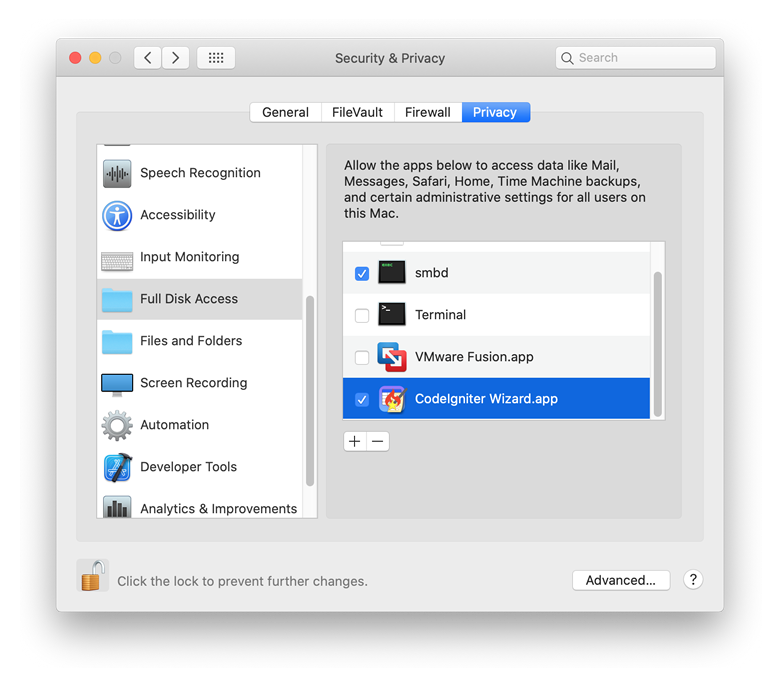 Security & Privacy
Search
General
FileVault
Firewall
Privacy
Speech Recognition
Accessibility
Input Monitoring
Full Disk Access
Files and Folders
Screen Recording
Automation
Developer Tools
Analytics & Improvements
Allow the apps below to access data like Mail,
Messages, Safari, Home, Time Machine backups,
and certain administrative settings for all users on
this Mac.
smbd
Terminal
VMware Fusion.app
CodeIgniter Wizard.app
Click the lock to prevent further changes.
Advanced...
?